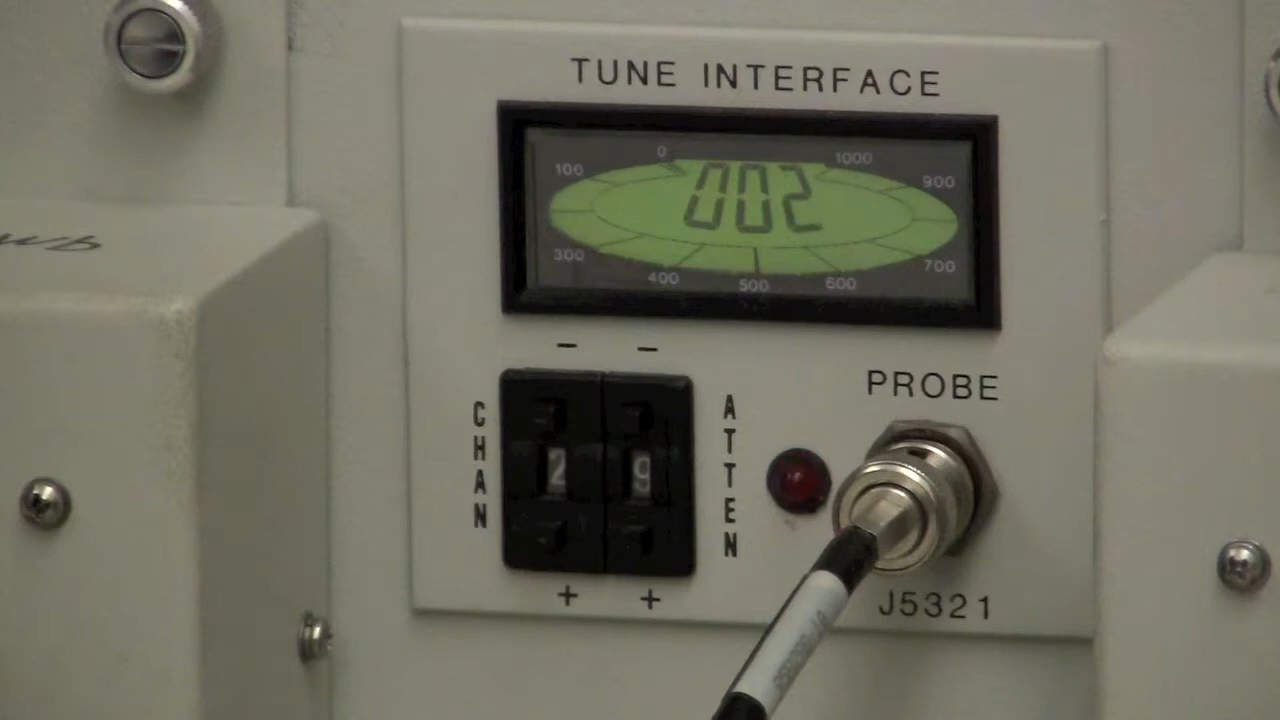 TUNE INTERFACE
0 1000
100 900
002
300 700
400 500 600
- -
CHAN 2 9 ATTEN
PROBE
+ +
J5321